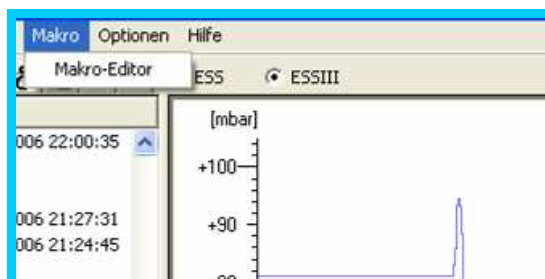 Makro Optionen Hilfe
Makro-Editor
ESS ESSIII
[mbar]
006 22:00:35
+100
006 21:27:31
+90
006 21:24:45